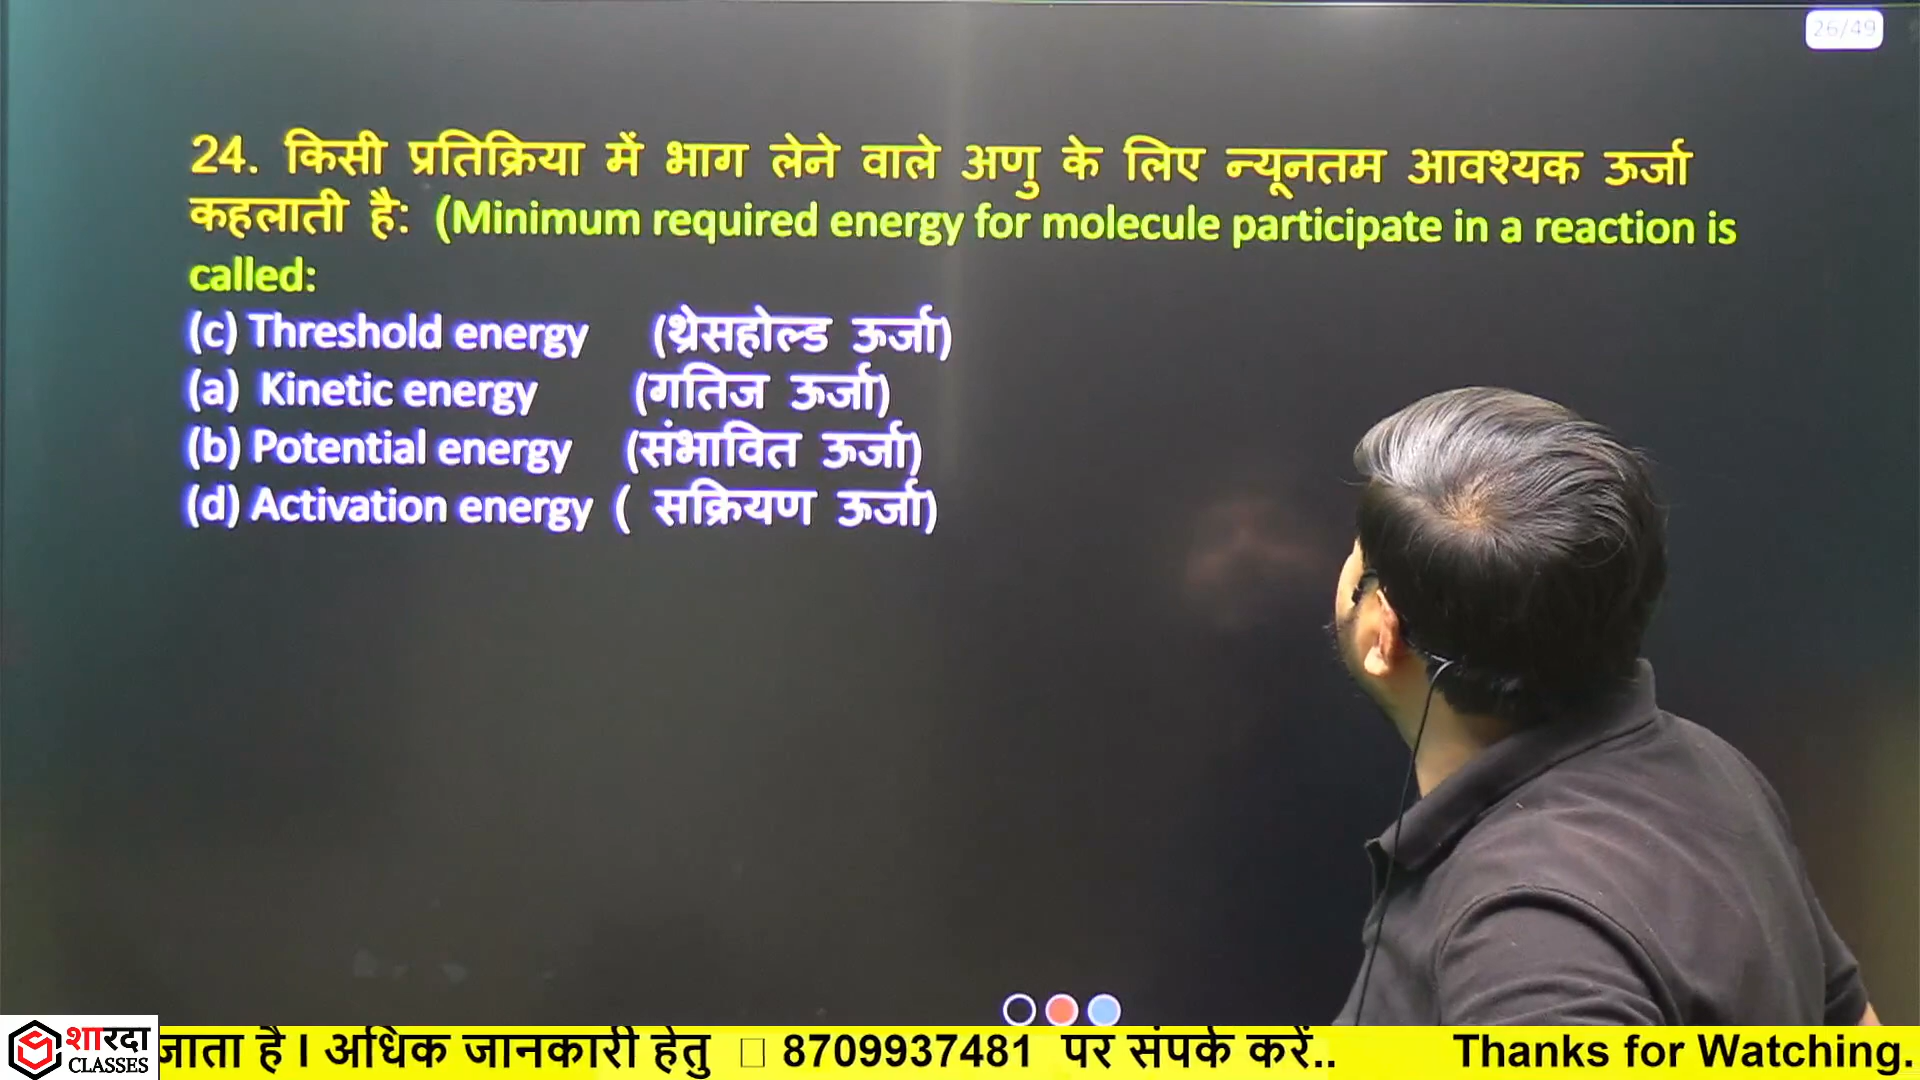 26/49
24. किसी प्रतिक्रिया में भाग लेने वाले अणु के लिए न्यूनतम आवश्यक ऊर्जा
कहलाती है: (Minimum required energy for molecule participate in a reaction is
called:
(c) Threshold energy (थ्रेसहोल्ड ऊर्जा)
(a) Kinetic energy (गतिज ऊर्जा)
(b) Potential energy (संभावित ऊर्जा)
(d) Activation energy ( सक्रियण ऊर्जा)
शारदा
CLASSES
जाता है I अधिक जानकारी हेतु 8709937481 पर संपर्क करें.. Thanks for Watching.